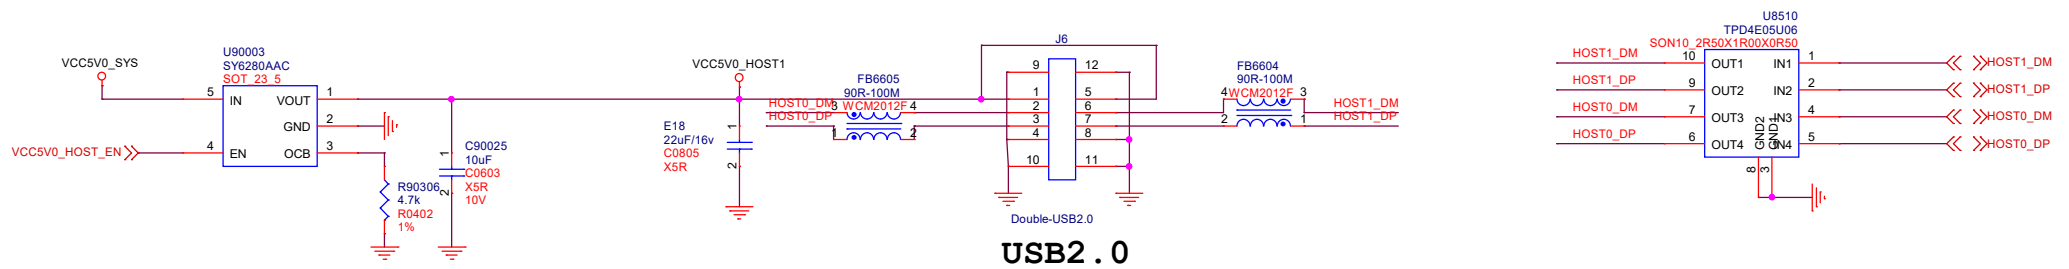 VCC5V0_SYS
U90003
SY6280AAC
SOT_23_5
5 IN VOUT 1
GND 2
VCC5V0_HOST_EN 4 EN OCB 3
R90306
4.7k
R0402
1%
1
2
C90025
10uF
C0603
X5R
10V
VCC5V0_HOST1
E18
22uF/16v
C0805
X5R
1
2
FB6605
90R-100M
WCM2012F
HOST0_DM 3 4
HOST0_DP 1 2
J6
9 12
1 5
2 6
3 7
4 8
10 11
Double-USB2.0
USB2.0
FB6604
90R-100M
WCM2012F
4 3 HOST1_DM
2 1 HOST1_DP
U8510
TPD4E05U06
SON10_2R50X1R00X0R50
HOST1_DM 10 OUT1 IN1 1 HOST1_DM
HOST1_DP 9 OUT2 IN2 2 HOST1_DP
HOST0_DM 7 OUT3 IN3 4 HOST0_DM
HOST0_DP 6 OUT4 IN4 5 HOST0_DP
GND2 GND1
8 3